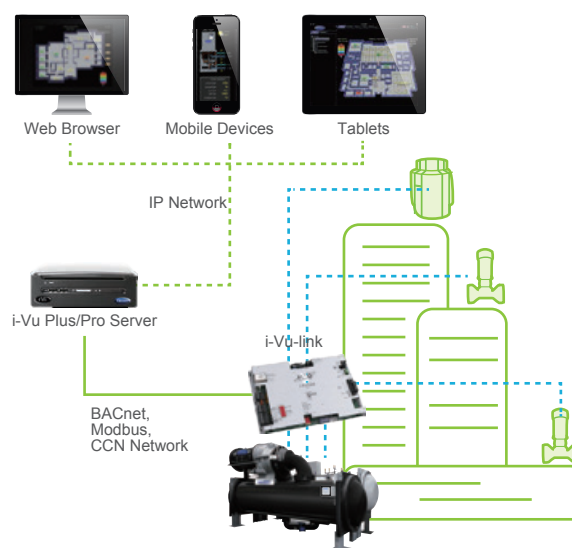 Web Browser
Mobile Devices
Tablets
IP Network
i-Vu Plus/Pro Server
i-Vu-link
BACnet,
Modbus,
CCN Network